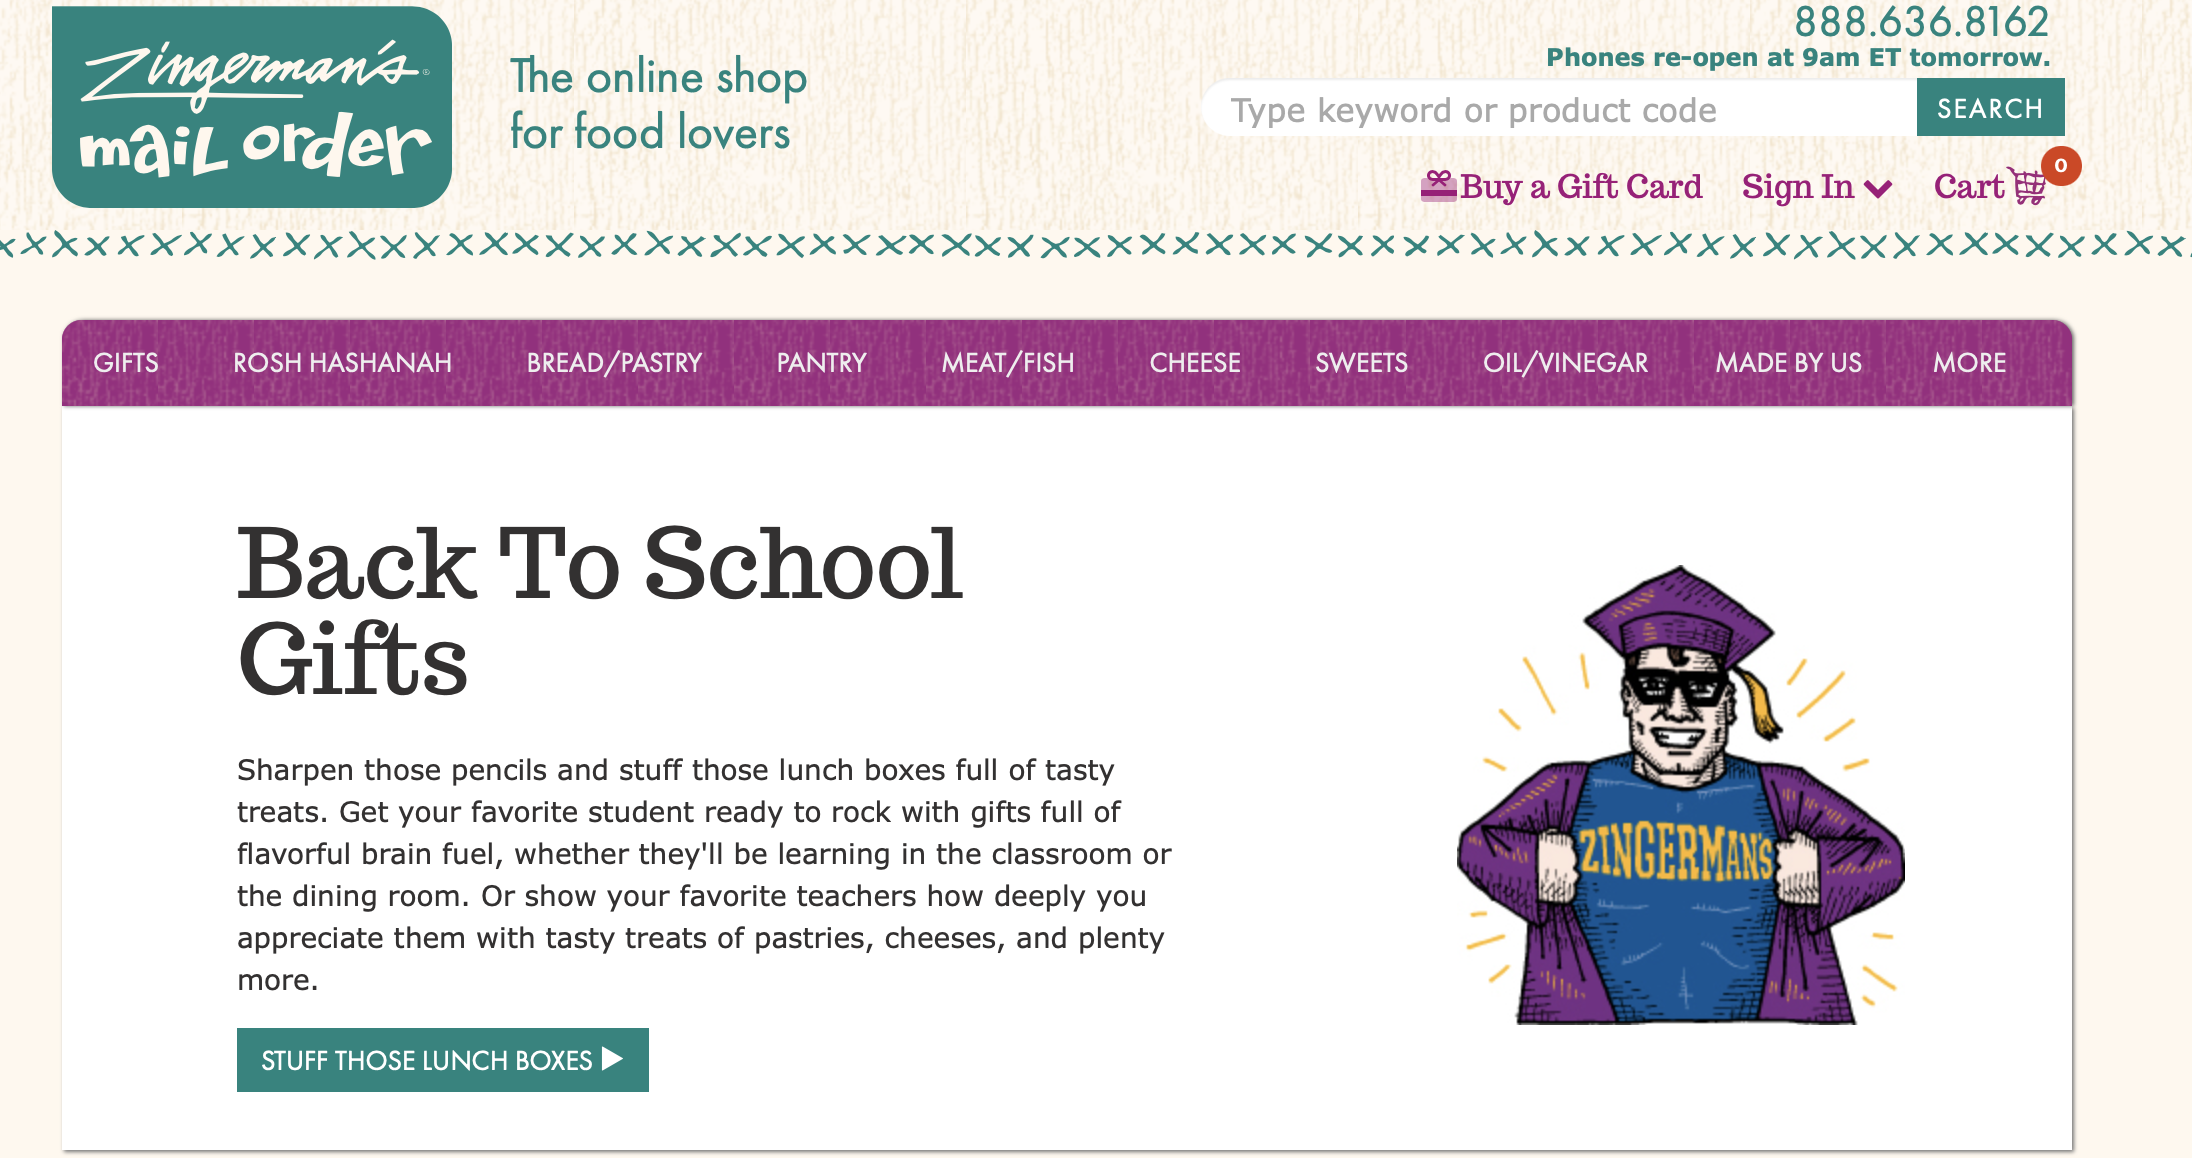 Zingerman's®
mail order
The online shop
for food lovers
888.636.8162
Phones re-open at 9am ET tomorrow.
Type keyword or product code
SEARCH
Buy a Gift Card
Sign In
Cart
0
GIFTS
ROSH HASHANAH
BREAD/PASTRY
PANTRY
MEAT/FISH
CHEESE
SWEETS
OIL/VINEGAR
MADE BY US
MORE
Back To School
Gifts
Sharpen those pencils and stuff those lunch boxes full of tasty
treats. Get your favorite student ready to rock with gifts full of
flavorful brain fuel, whether they'll be learning in the classroom or
the dining room. Or show your favorite teachers how deeply you
appreciate them with tasty treats of pastries, cheeses, and plenty
more.
STUFF THOSE LUNCH BOXES
ZINGERMAN'S